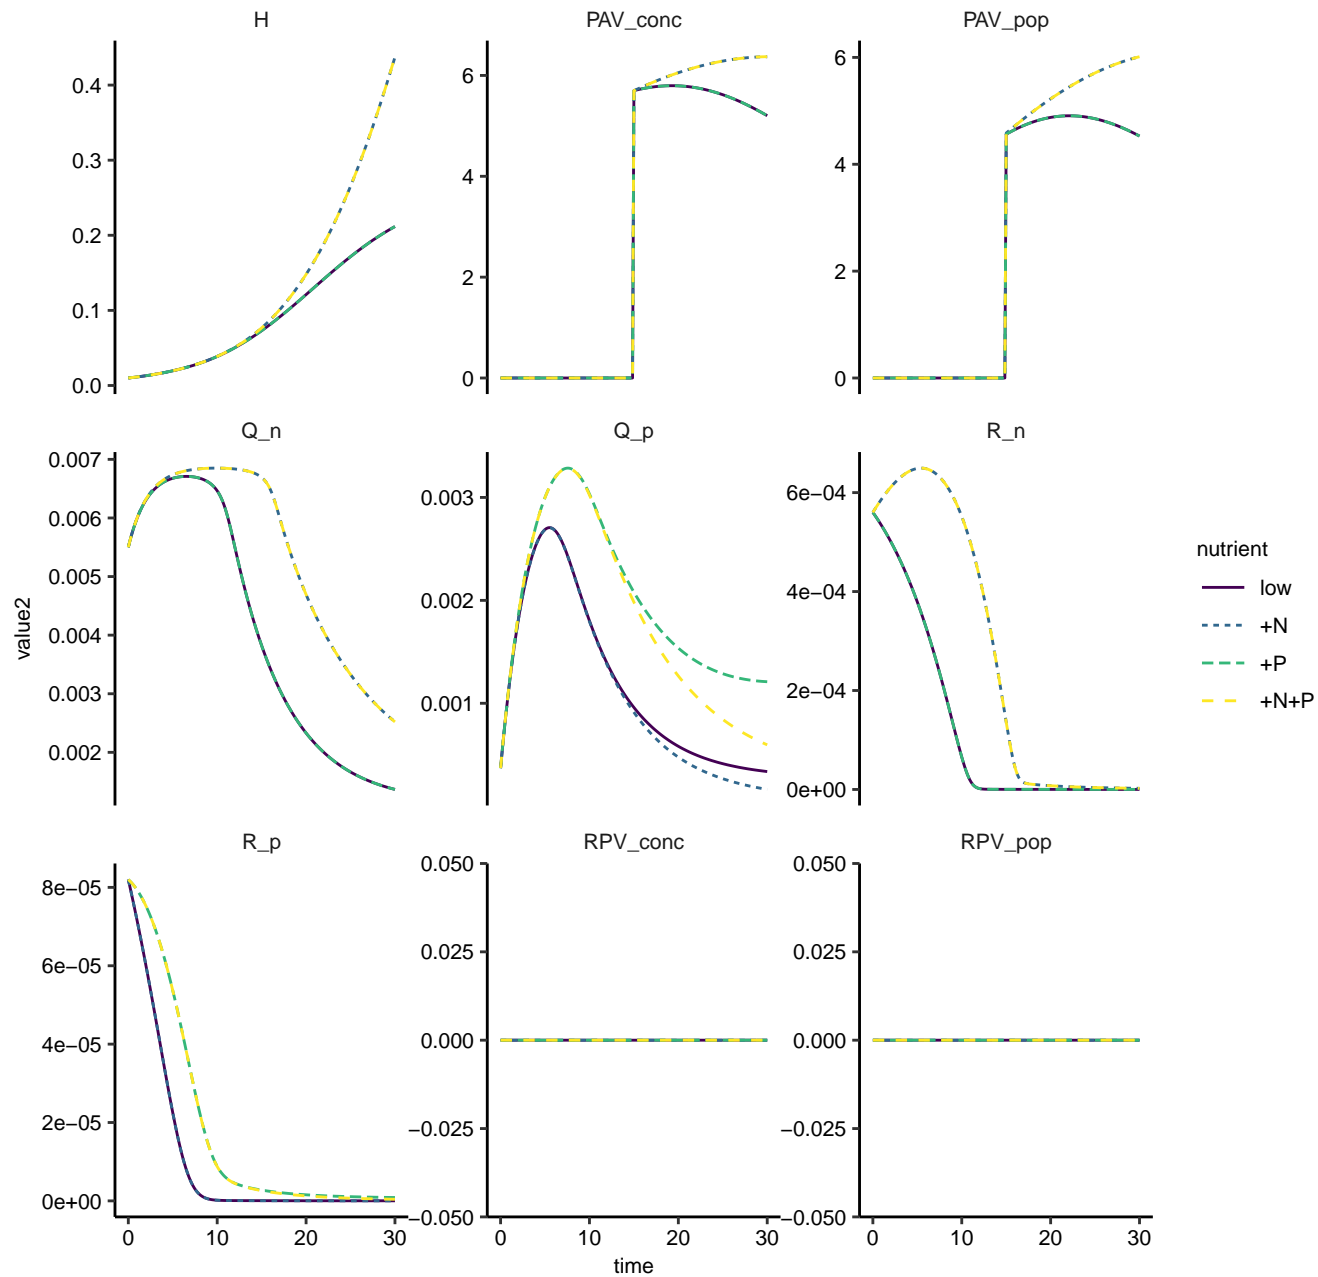 H PAV_conc PAV_pop
0.4
0.3
0.2
0.1
0.0
6
4
2
0
6
4
2
0
Q_n Q_p R_n
0.007
0.006
0.005
0.004
0.003
0.002
0.003
0.002
0.001
6e−04
4e−04
2e−04
0e+00
R_p RPV_conc RPV_pop
8e−05
6e−05
4e−05
2e−05
0e+00
0.050
0.025
0.000
−0.025
−0.050
0.050
0.025
0.000
−0.025
−0.050
0 10 20 30
0 10 20 30
0 10 20 30
time
value2
nutrient
low
+N
+P
+N+P